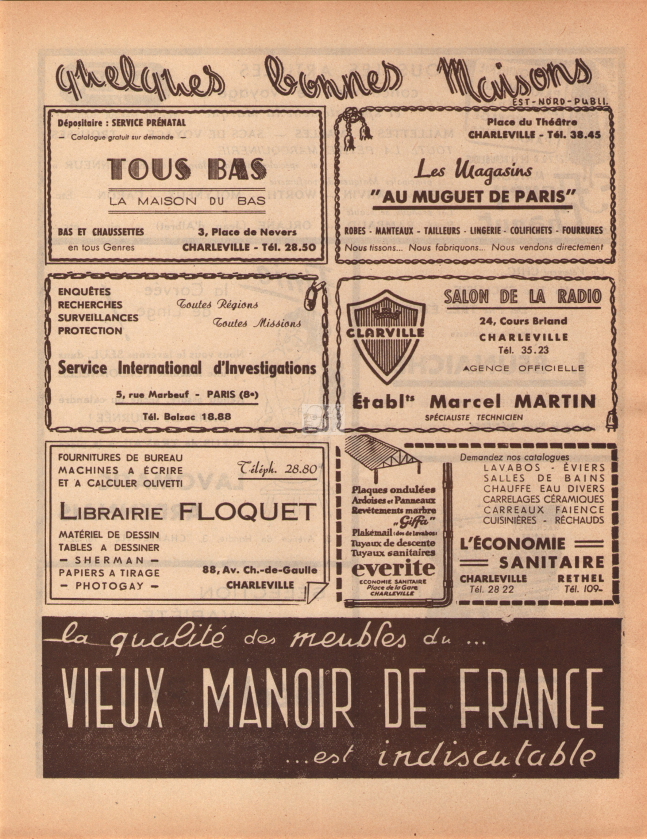 Quelques bonnes Maisons
EST-NORD-PUBLI.
Dépositaire : SERVICE PRÉNATAL
— Catalogue gratuit sur demande —
TOUS BAS
LA MAISON DU BAS
BAS ET CHAUSSETTES
en tous Genres
3, Place de Nevers
CHARLEVILLE - Tél. 28.50
Place du Théâtre
CHARLEVILLE - Tél. 38.45
Les Magasins
"AU MUGUET DE PARIS"
ROBES - MANTEAUX - TAILLEURS - LINGERIE - COLIFICHETS - FOURRURES
Nous tissons... Nous fabriquons... Nous vendons directement
ENQUÊTES
RECHERCHES
SURVEILLANCES
PROTECTION
Toutes Régions
Toutes Missions
Service International d'Investigations
5, rue Marbeuf - PARIS (8e)
Tél. Balzac 18.88
CLARVILLE
SALON DE LA RADIO
24, Cours Briand
CHARLEVILLE
Tél. 35.23
AGENCE OFFICIELLE
Établts Marcel MARTIN
SPÉCIALISTE TECHNICIEN
FOURNITURES DE BUREAU
MACHINES A ÉCRIRE
ET A CALCULER OLIVETTI
Téléph. 28.80
LIBRAIRIE FLOQUET
MATÉRIEL DE DESSIN
TABLES A DESSINER
— SHERMAN —
PAPIERS A TIRAGE
— PHOTOGAY —
88, Av. Ch.-de-Gaulle
CHARLEVILLE
Plaques ondulées
Ardoises et Panneaux
Revêtements marbre
"Giffa"
Plakémail : dos de lavabos
Tuyaux de descente
Tuyaux sanitaires
everite
ECONOMIE SANITAIRE
Place de la Gare
CHARLEVILLE
Demandez nos catalogues
LAVABOS - ÉVIERS
SALLES DE BAINS
CHAUFFE EAU DIVERS
CARRELAGES CÉRAMIQUES
CARREAUX FAIENCE
CUISINIÈRES - RÉCHAUDS
L'ÉCONOMIE
SANITAIRE
CHARLEVILLE
Tél. 28 22
RETHEL
Tél. 109
la qualité des meubles du...
VIEUX MANOIR DE FRANCE
...est indiscutable